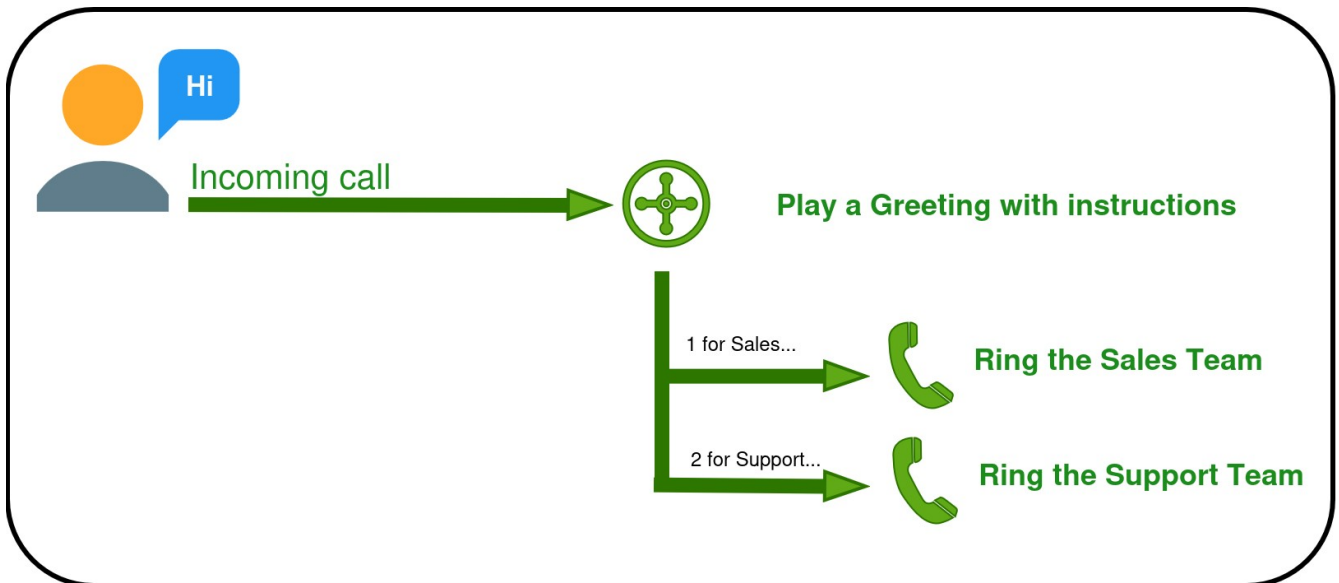 Hi
Incoming call
Play a Greeting with instructions
1 for Sales...
Ring the Sales Team
2 for Support...
Ring the Support Team